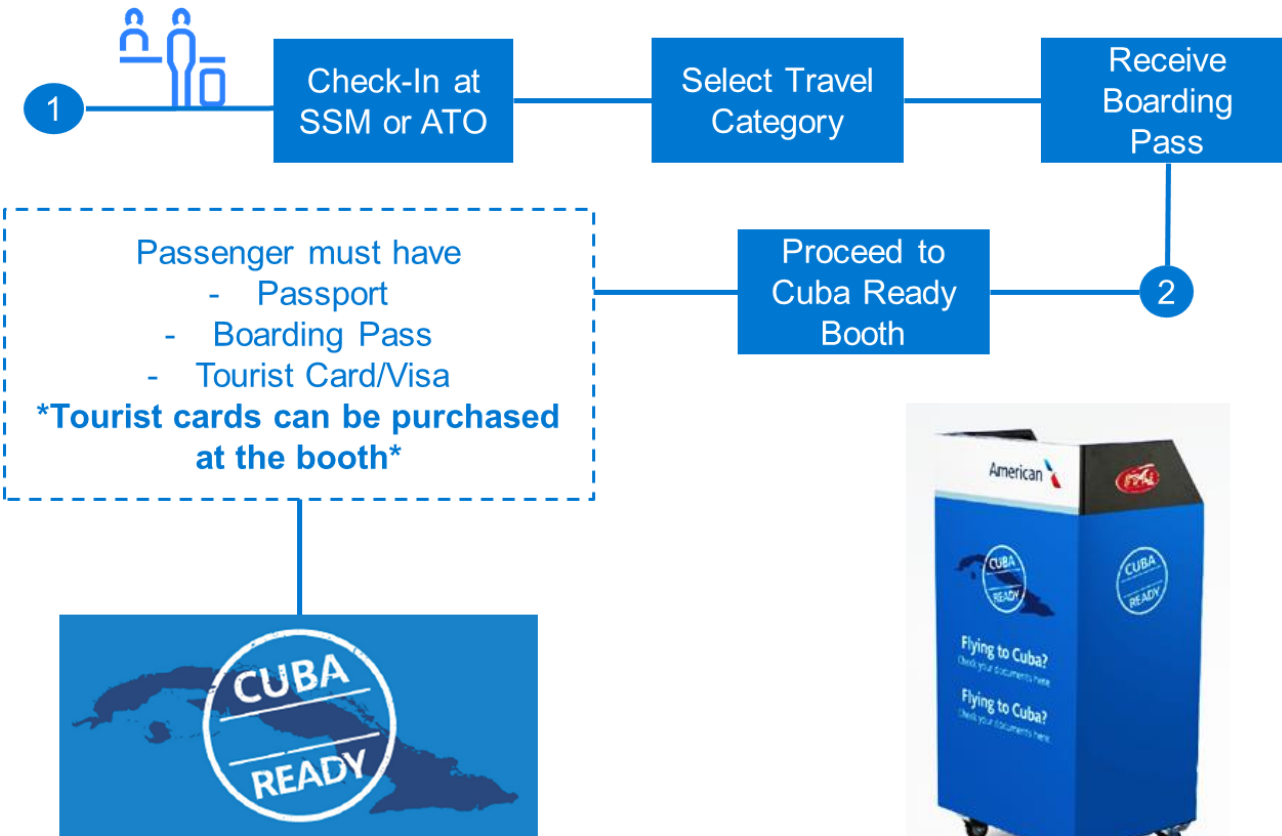 1
Check-In at
SSM or ATO
Select Travel
Category
Receive
Boarding
Pass
2
Proceed to
Cuba Ready
Booth
Passenger must have
- Passport
- Boarding Pass
- Tourist Card/Visa
*Tourist cards can be purchased
at the booth*
CUBA
READY
American
CUBA
READY
CUBA
READY
Flying to Cuba?
Check your documents here
Flying to Cuba?
Check your documents here